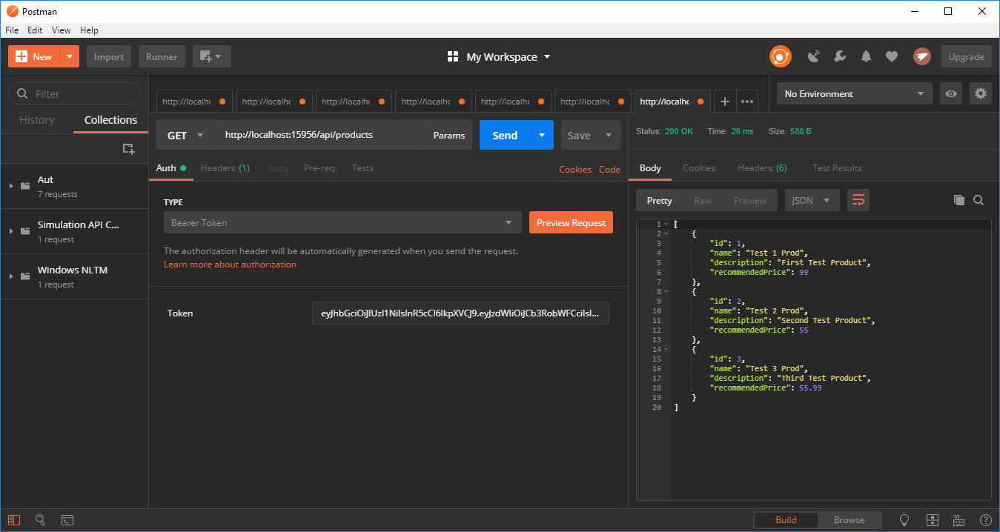 Postman
File Edit View Help
New Import Runner My Workspace Upgrade
Filter
History Collections
Aut
7 requests
Simulation API C...
1 request
Windows NLTM
1 request
http://localhc http://localhc http://localhc http://localhc http://localhc http://localhc http://localhc
No Environment
GET http://localhost:15956/api/products Params Send Save
Auth Headers (1) Body Pre-req. Tests Cookies Code
TYPE
Bearer Token Preview Request
The authorization header will be automatically generated when you send the request.
Learn more about authorization
Token
Status: 200 OK Time: 26 ms Size: 588 B
Body Cookies Headers (6) Test Results
Pretty Raw Preview JSON
1 [
2 {
3 "id": 1,
4 "name": "Test 1 Prod",
5 "description": "First Test Product",
6 "recommendedPrice": 99
7 },
8 {
9 "id": 2,
10 "name": "Test 2 Prod",
11 "description": "Second Test Product",
12 "recommendedPrice": 55
13 },
14 {
15 "id": 3,
16 "name": "Test 3 Prod",
17 "description": "Third Test Product",
18 "recommendedPrice": 55.99
19 }
20 ]
Build Browse